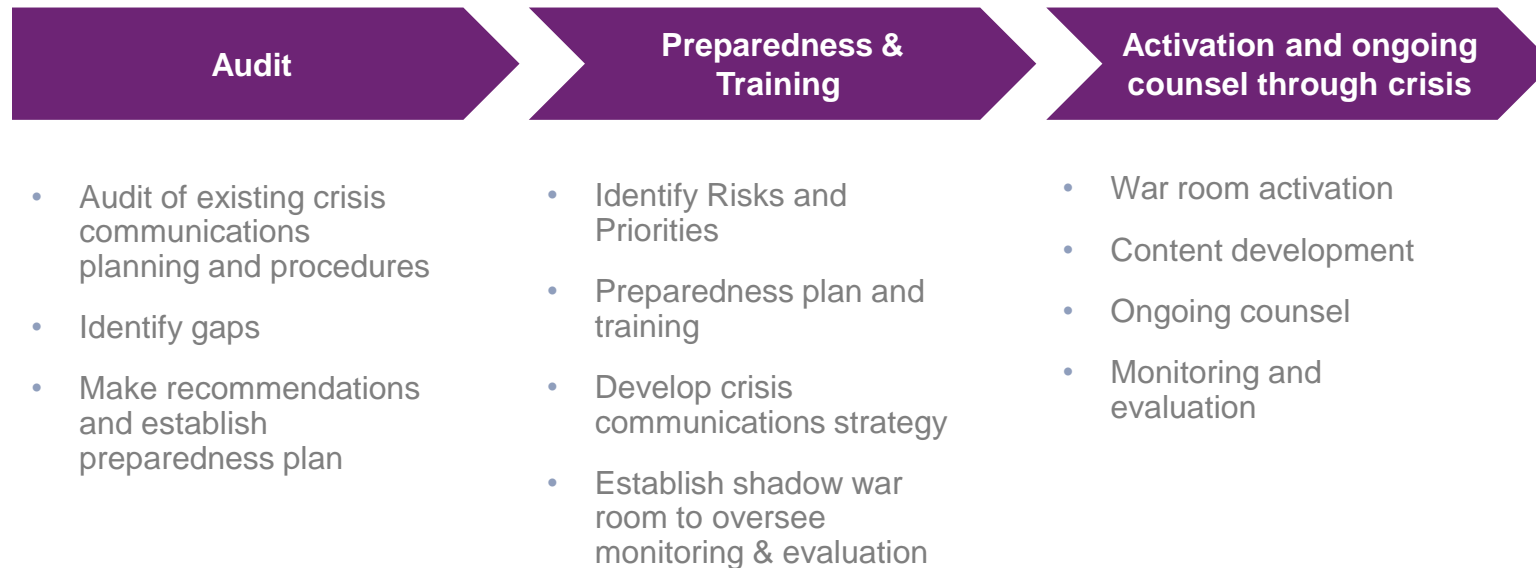 Audit
Preparedness &
Training
Activation and ongoing
counsel through crisis
• Audit of existing crisis
communications
planning and procedures
• Identify gaps
• Make recommendations
and establish
preparedness plan
• Identify Risks and
Priorities
• Preparedness plan and
training
• Develop crisis
communications strategy
• Establish shadow war
room to oversee
monitoring & evaluation
• War room activation
• Content development
• Ongoing counsel
• Monitoring and
evaluation